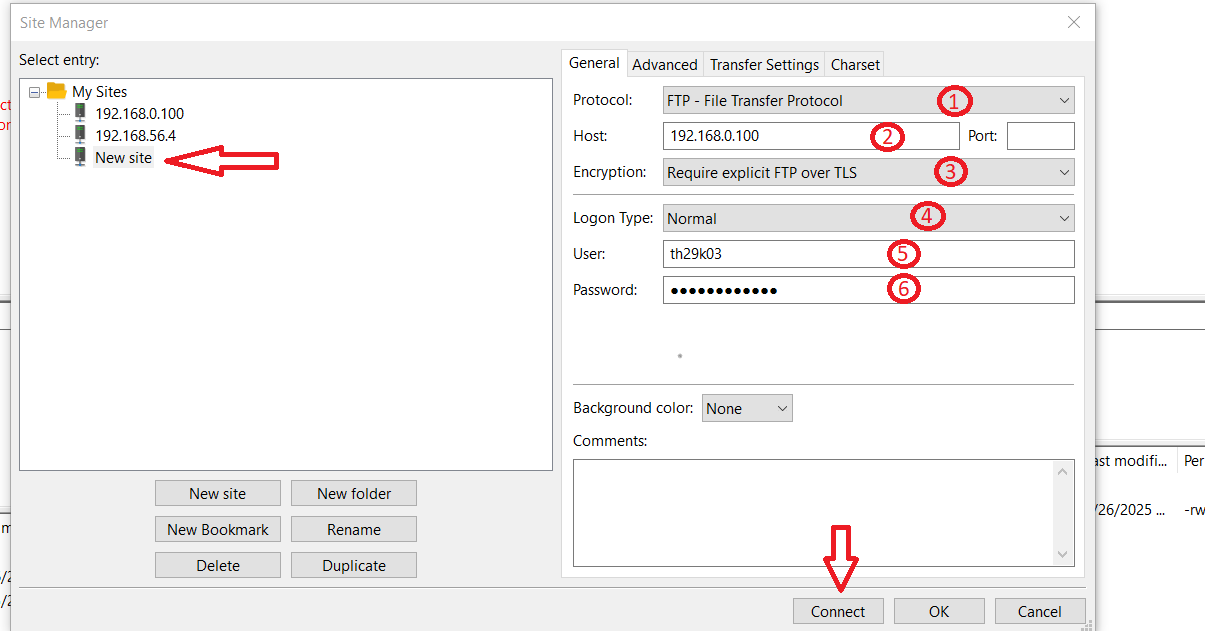 Site Manager
Select entry:
My Sites
192.168.0.100
192.168.56.4
New site
New site
New folder
New Bookmark
Rename
Delete
Duplicate
General
Advanced
Transfer Settings
Charset
Protocol:
FTP - File Transfer Protocol
1
Host:
192.168.0.100
2
Port:
Encryption:
Require explicit FTP over TLS
3
Logon Type:
Normal
4
User:
th29k03
5
Password:
●●●●●●●●●●●●
6
Background color:
None
Comments:
Connect
OK
Cancel
ast modifi...
Per
/26/2025 ...
-rw